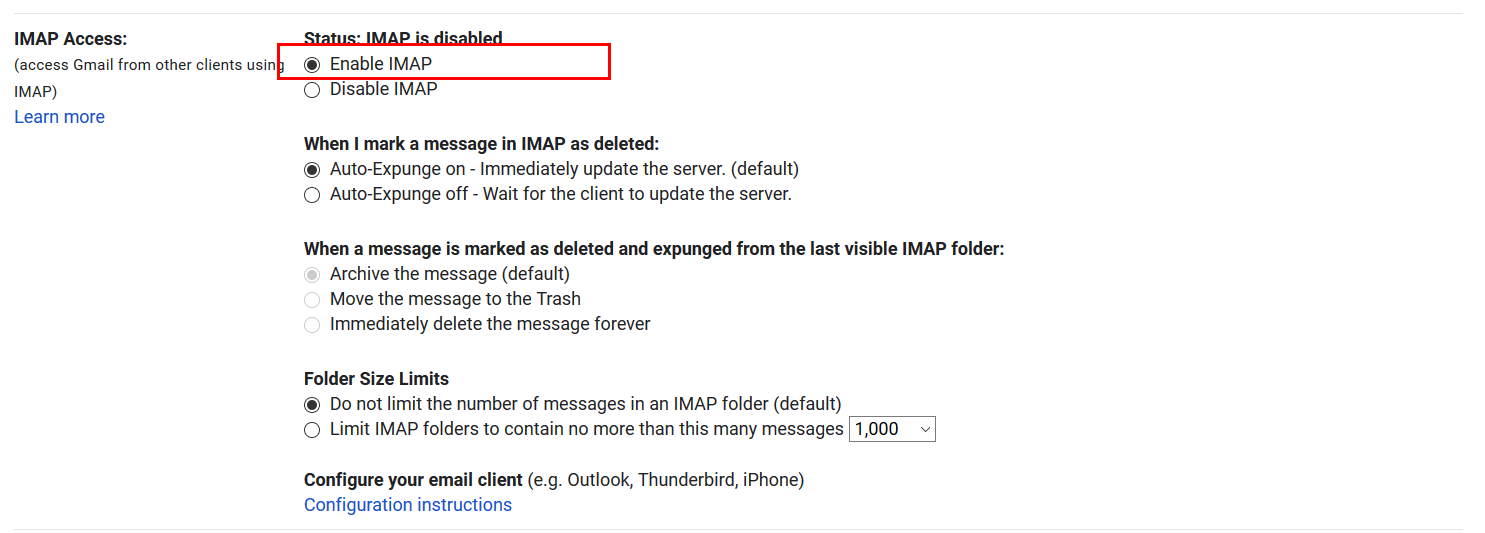 IMAP Access:
(access Gmail from other clients using
IMAP)
Learn more
Status: IMAP is disabled
Enable IMAP
Disable IMAP
When I mark a message in IMAP as deleted:
Auto-Expunge on - Immediately update the server. (default)
Auto-Expunge off - Wait for the client to update the server.
When a message is marked as deleted and expunged from the last visible IMAP folder:
Archive the message (default)
Move the message to the Trash
Immediately delete the message forever
Folder Size Limits
Do not limit the number of messages in an IMAP folder (default)
Limit IMAP folders to contain no more than this many messages 1,000
Configure your email client (e.g. Outlook, Thunderbird, iPhone)
Configuration instructions